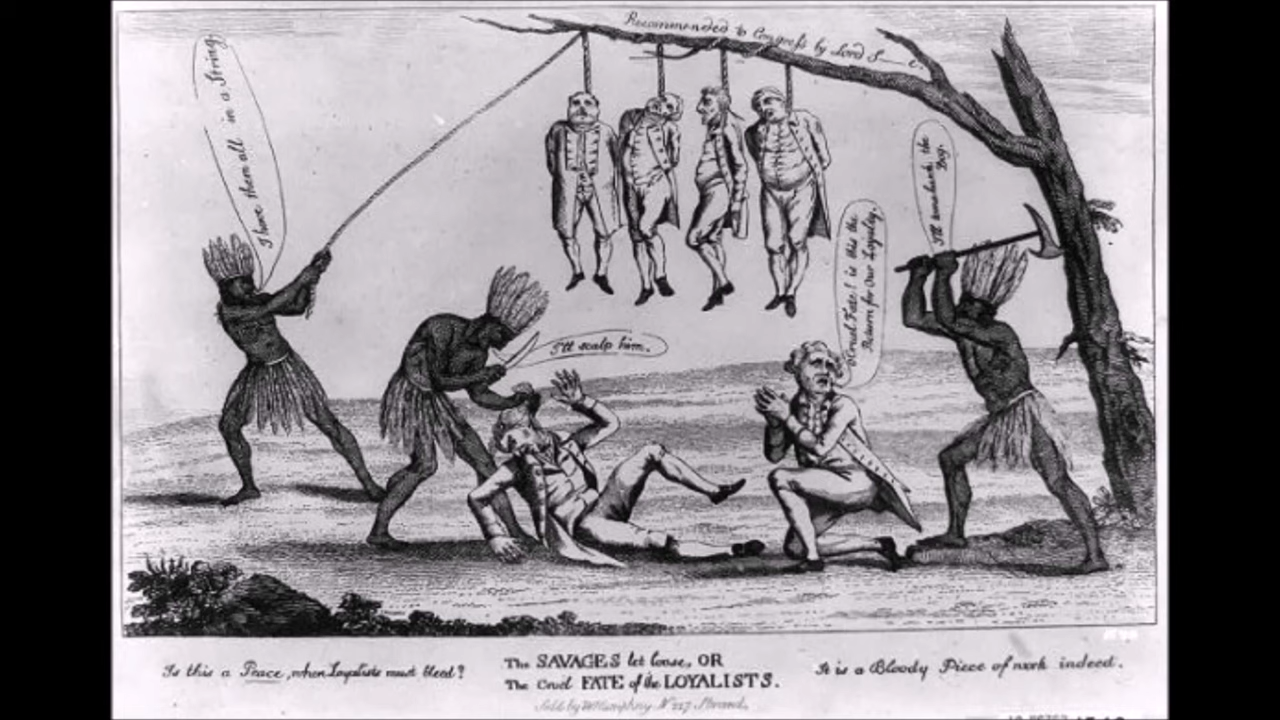 Recommended to Congress by Lord S——e.
I have them all in a String.
I'll scalp him.
O Cruel Fate! is this the
Return for Our Loyalty.
I'll tomahawk the
Dog.
Is this a Peace, when Loyalists must bleed?
The SAVAGES let loose, OR
The Cruel FATE of the LOYALISTS.
It is a Bloody Piece of work indeed.
Sold by W Humphry No 227 Strand.